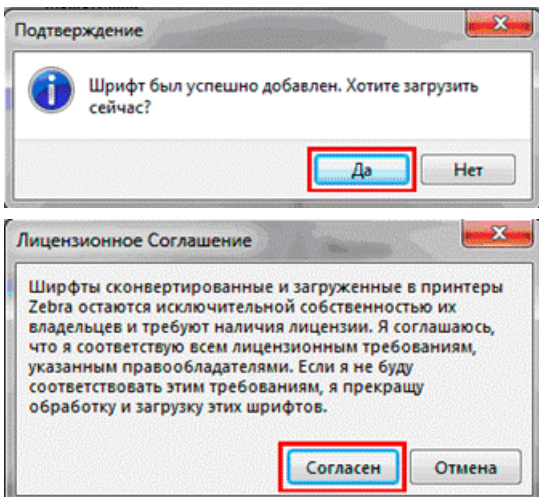 Подтверждение
Шрифт был успешно добавлен. Хотите загрузить
сейчас?
Да
Нет
Лицензионное Соглашение
Ширфты сконвертированные и загруженные в принтеры
Zebra остаются исключительной собственностью их
владельцев и требуют наличия лицензии. Я соглашаюсь,
что я соответствую всем лицензионным требованиям,
указанным правообладателями. Если я не буду
соответствовать этим требованиям, я прекращу
обработку и загрузку этих шрифтов.
Согласен
Отмена